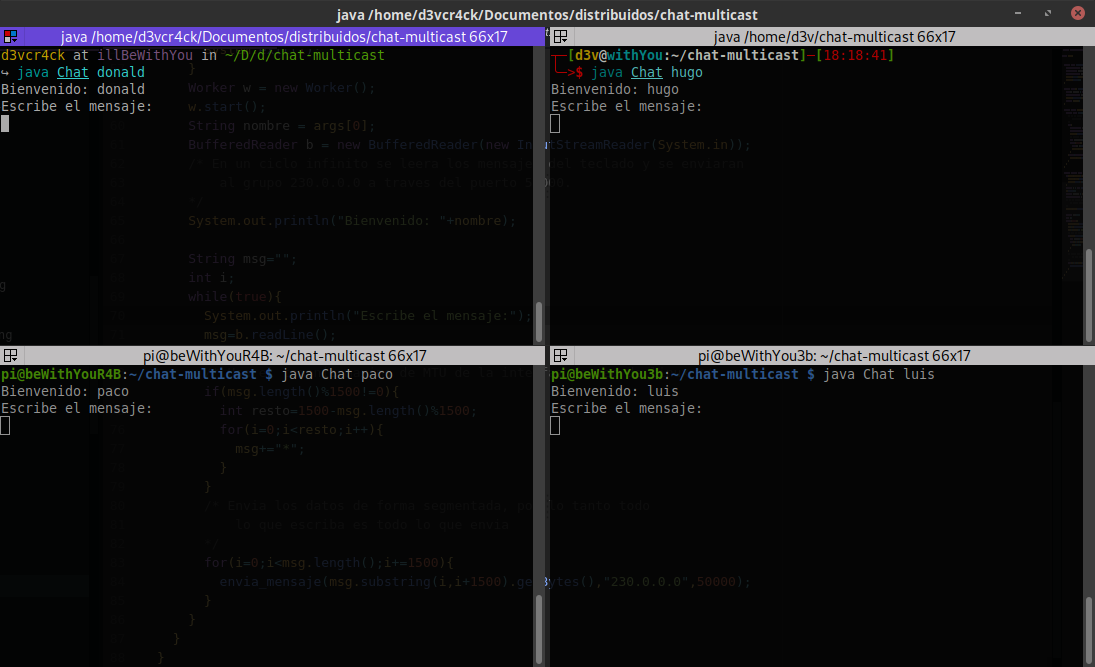 java /home/d3vcr4ck/Documentos/distribuidos/chat-multicast
java /home/d3vcr4ck/Documentos/distribuidos/chat-multicast 66x17
d3vcr4ck at illBeWithYou in ~/D/d/chat-multicast
↪ java Chat donald
Bienvenido: donald
Escribe el mensaje:
java /home/d3v/chat-multicast 66x17
┌─[d3v@withYou:~/chat-multicast]─[18:18:41]
└─>$ java Chat hugo
Bienvenido: hugo
Escribe el mensaje:
}
Worker w = new Worker();
w.start();
String nombre = args[0];
BufferedReader b = new BufferedReader(new InputStreamReader(System.in));
/* En un ciclo infinito se leerá los mensajes del teclado y se enviarán
al grupo 230.0.0.0 a través del puerto 50000.
*/
System.out.println("Bienvenido: "+nombre);
String msg="";
int i;
while(true){
System.out.println("Escribe el mensaje:");
msg=b.readLine();
pi@beWithYouR4B: ~/chat-multicast 66x17
pi@beWithYouR4B:~/chat-multicast $ java Chat paco
Bienvenido: paco
Escribe el mensaje:
pi@beWithYou3b: ~/chat-multicast 66x17
pi@beWithYou3b:~/chat-multicast $ java Chat luis
Bienvenido: luis
Escribe el mensaje:
if(msg.length()%1500!=0){
int resto=1500-msg.length()%1500;
for(i=0;i<resto;i++){
msg+="*";
}
}
/* Envia los datos de forma segmentada, por lo tanto todo
lo que escriba es todo lo que envia
*/
for(i=0;i<msg.length();i+=1500){
envia_mensaje(msg.substring(i,i+1500).getBytes(),"230.0.0.0",50000);
}
}
}
}